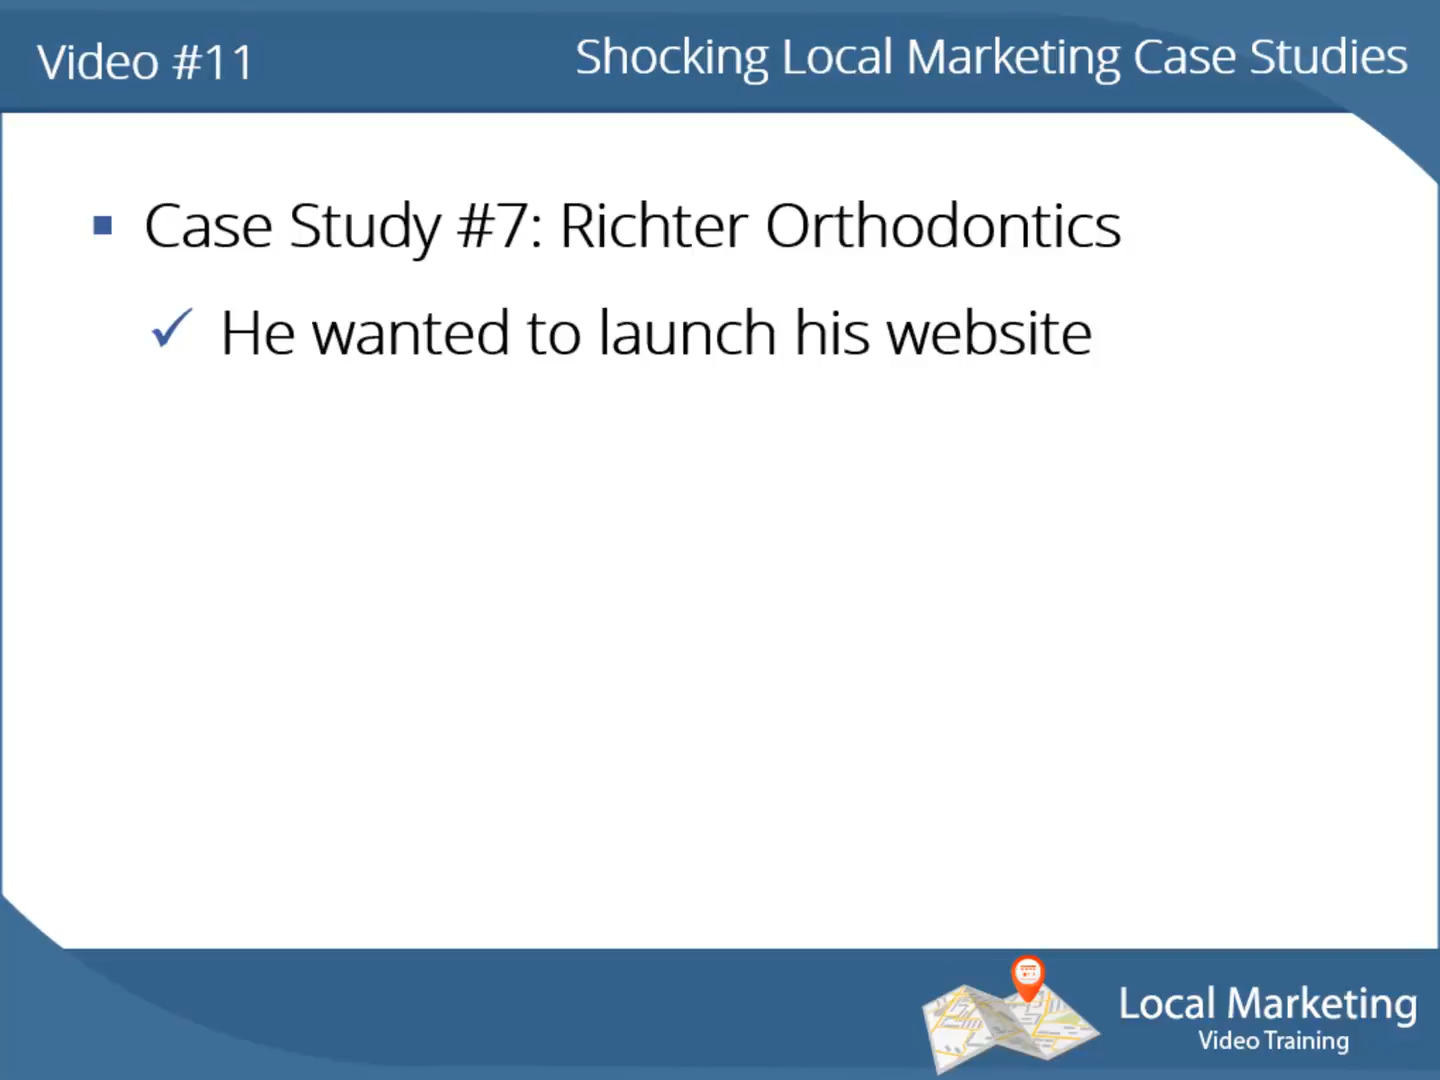 Video #11
Shocking Local Marketing Case Studies
Case Study #7: Richter Orthodontics
He wanted to launch his website
Local Marketing
Video Training